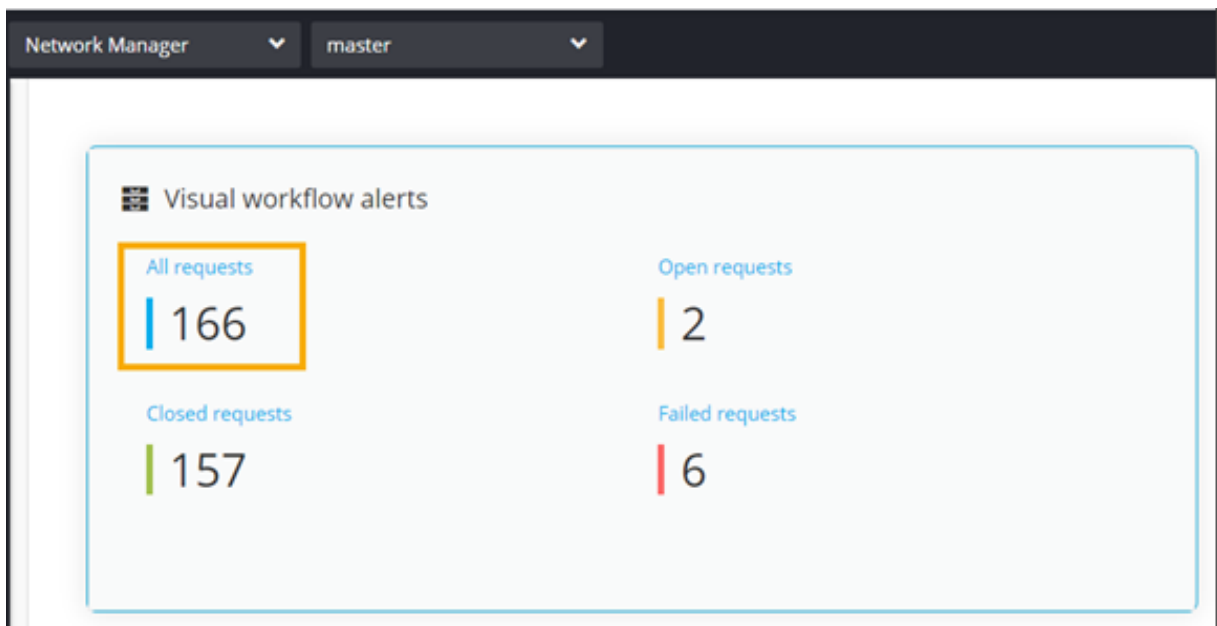 Network Manager master
Visual workflow alerts
All requests Open requests
166 2
Closed requests Failed requests
157 6